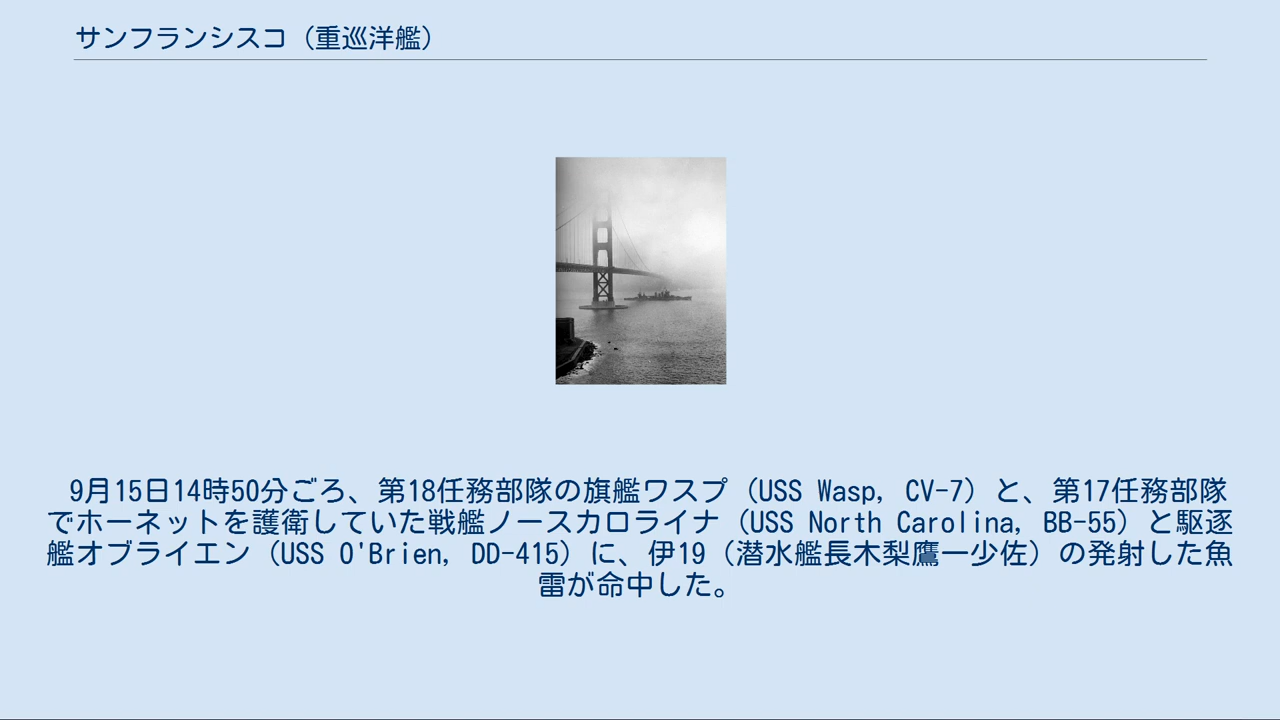 サンフランシスコ（重巡洋艦）
9月15日14時50分ごろ、第18任務部隊の旗艦ワスプ（USS Wasp, CV-7）と、第17任務部隊
でホーネットを護衛していた戦艦ノースカロライナ（USS North Carolina, BB-55）と駆逐
艦オブライエン（USS O'Brien, DD-415）に、伊19（潜水艦長木梨鷹一少佐）の発射した魚
雷が命中した。